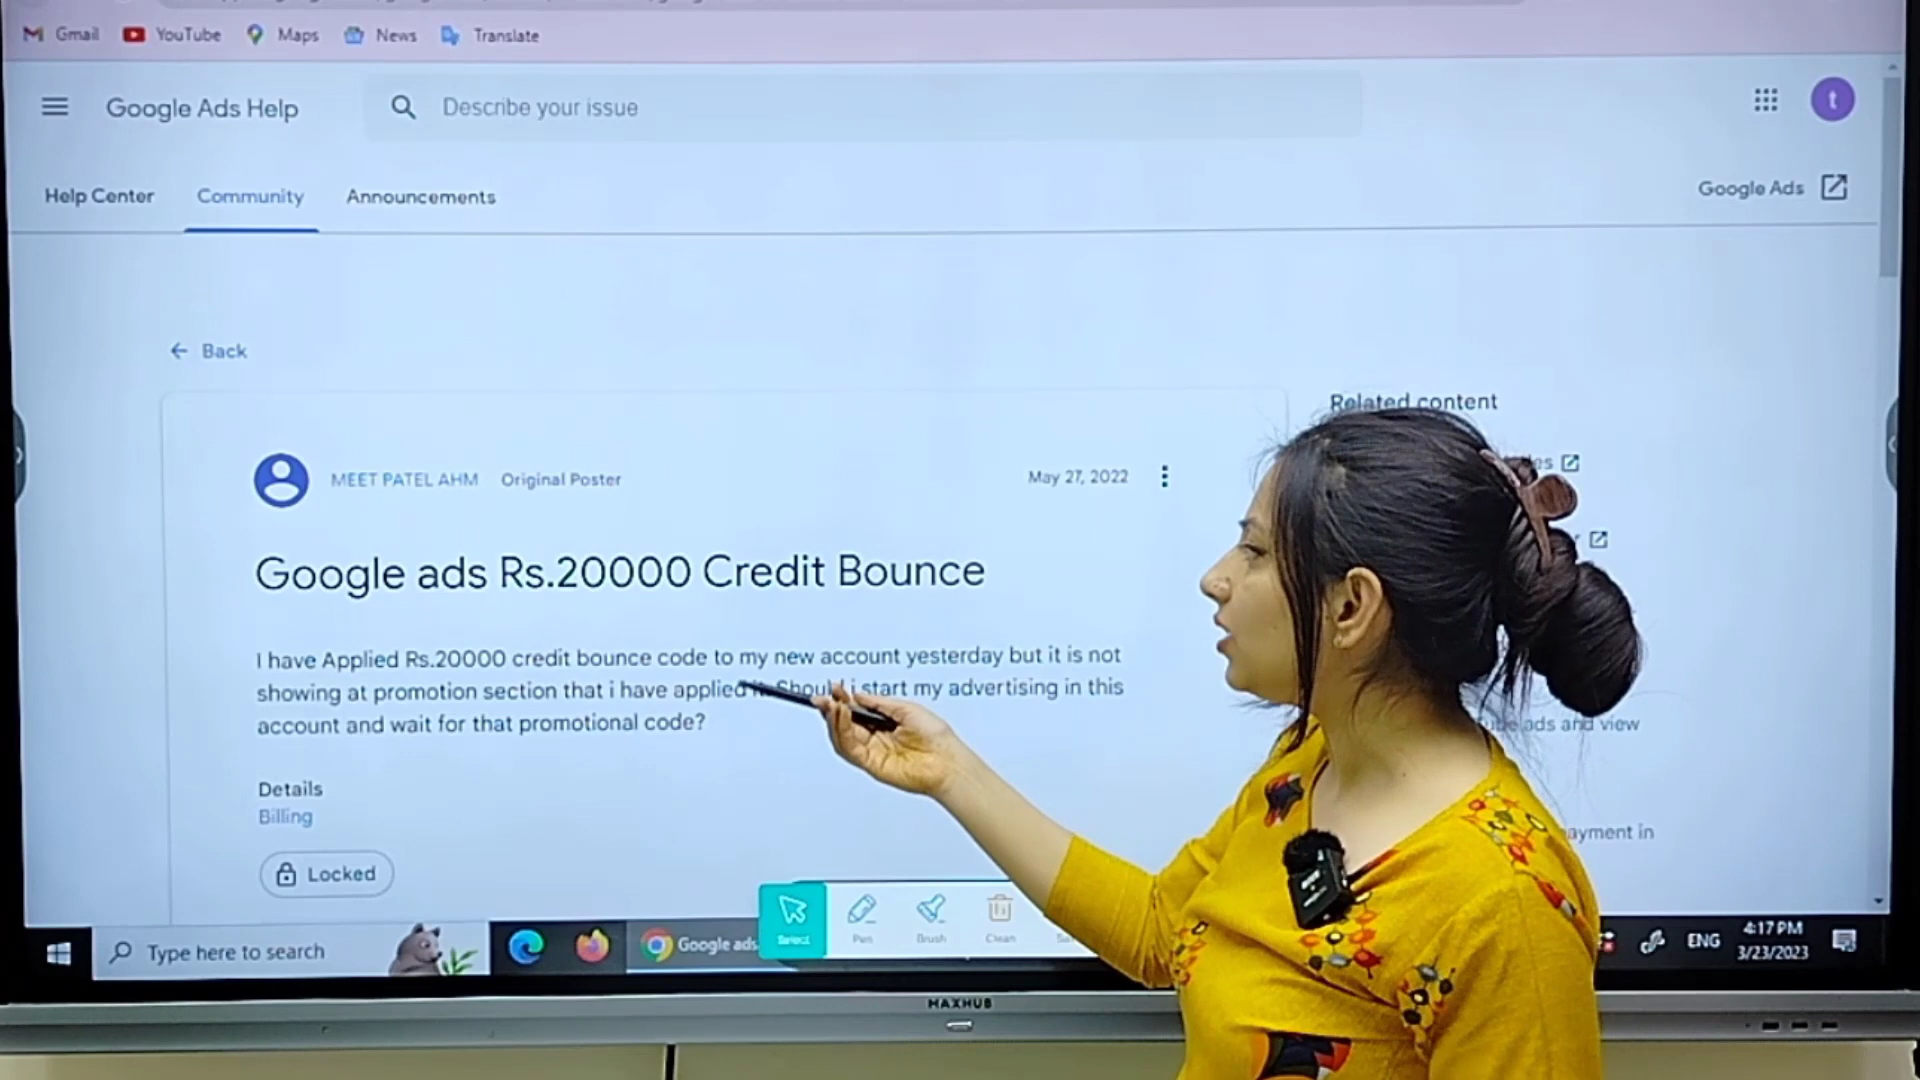 Gmail YouTube Maps News Translate
Google Ads Help Describe your issue t
Help Center Community Announcements Google Ads
Back
Related content
MEET PATEL AHM Original Poster May 27, 2022
Google ads Rs.20000 Credit Bounce
I have Applied Rs.20000 credit bounce code to my new account yesterday but it is not
showing at promotion section that i have applied it. Should i start my advertising in this
account and wait for that promotional code?
ads and view
Details
Billing
ayment in
Locked
Select Pen Brush Clean
Type here to search Google ads ENG 4:17 PM
3/23/2023
MAXHUB